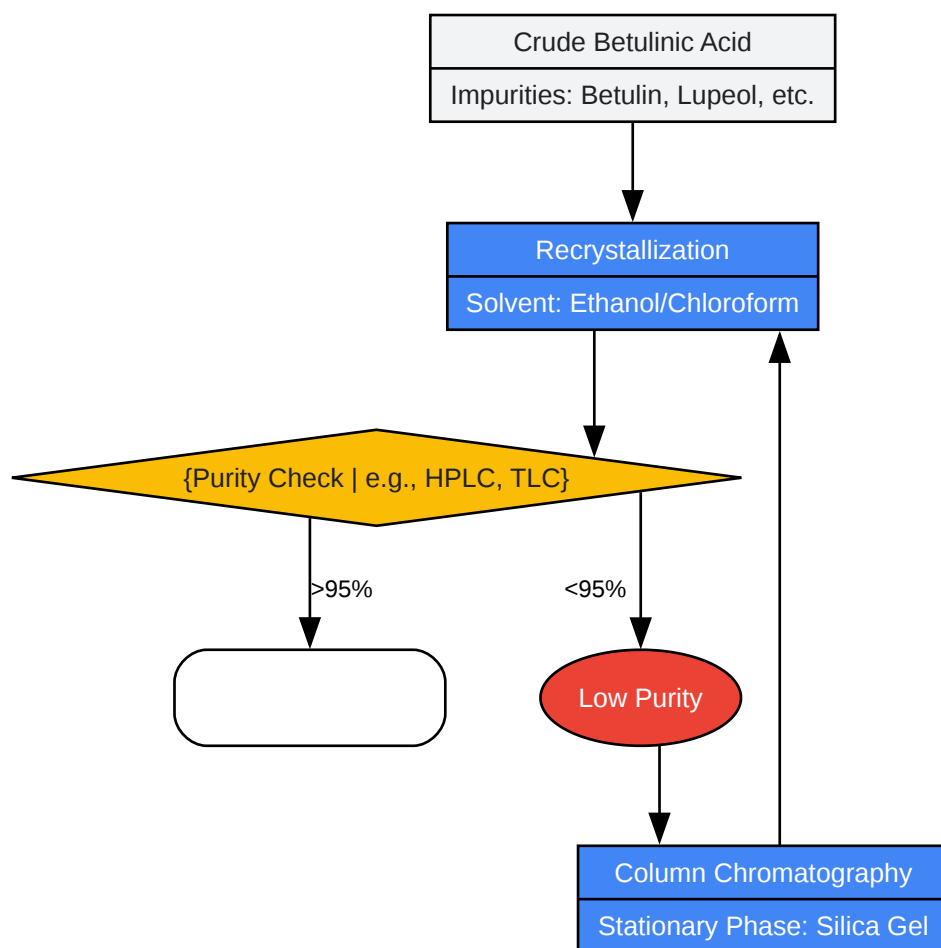 Crude Betulinic Acid
Impurities: Betulin, Lupeol, etc.
Recrystallization
Solvent: Ethanol/Chloroform
{Purity Check | e.g., HPLC, TLC}
>95%
<95%
Low Purity
Column Chromatography
Stationary Phase: Silica Gel